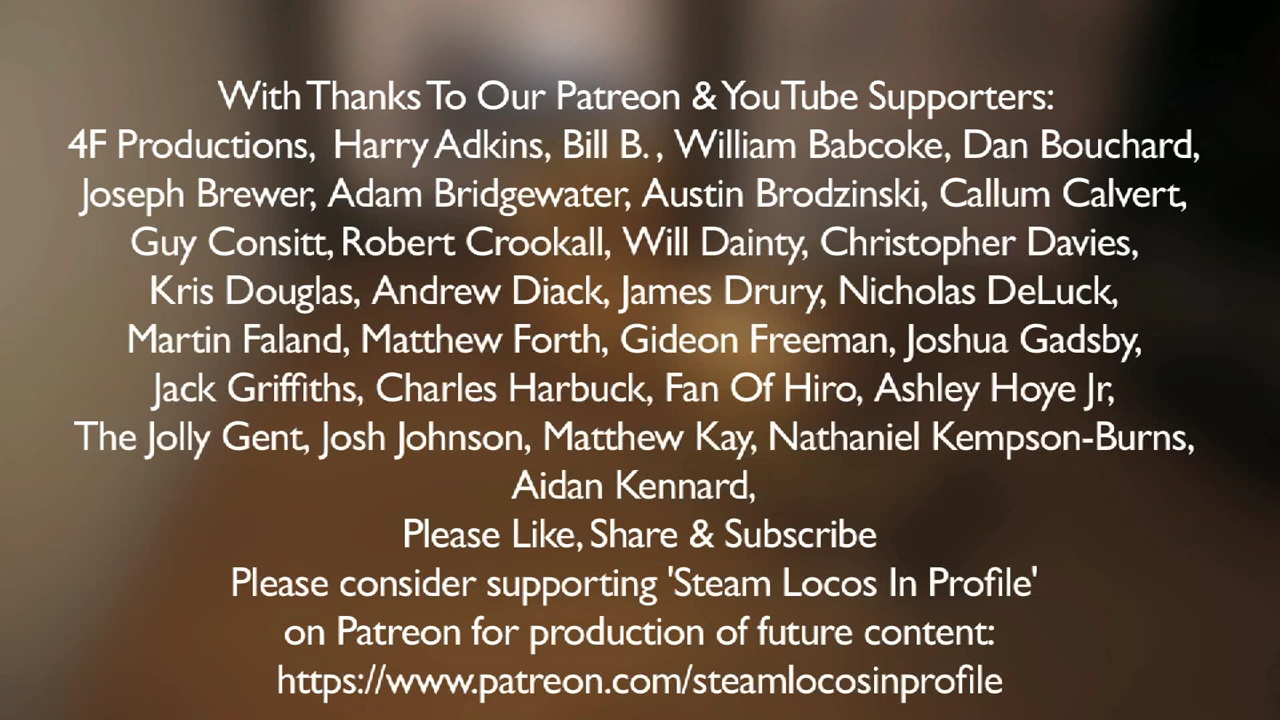 With Thanks To Our Patreon & YouTube Supporters:
4F Productions, Harry Adkins, Bill B. , William Babcoke, Dan Bouchard,
Joseph Brewer, Adam Bridgewater, Austin Brodzinski, Callum Calvert,
Guy Consitt, Robert Crookall, Will Dainty, Christopher Davies,
Kris Douglas, Andrew Diack, James Drury, Nicholas DeLuck,
Martin Faland, Matthew Forth, Gideon Freeman, Joshua Gadsby,
Jack Griffiths, Charles Harbuck, Fan Of Hiro, Ashley Hoye Jr,
The Jolly Gent, Josh Johnson, Matthew Kay, Nathaniel Kempson-Burns,
Aidan Kennard,
Please Like, Share & Subscribe
Please consider supporting 'Steam Locos In Profile'
on Patreon for production of future content:
https://www.patreon.com/steamlocosinprofile